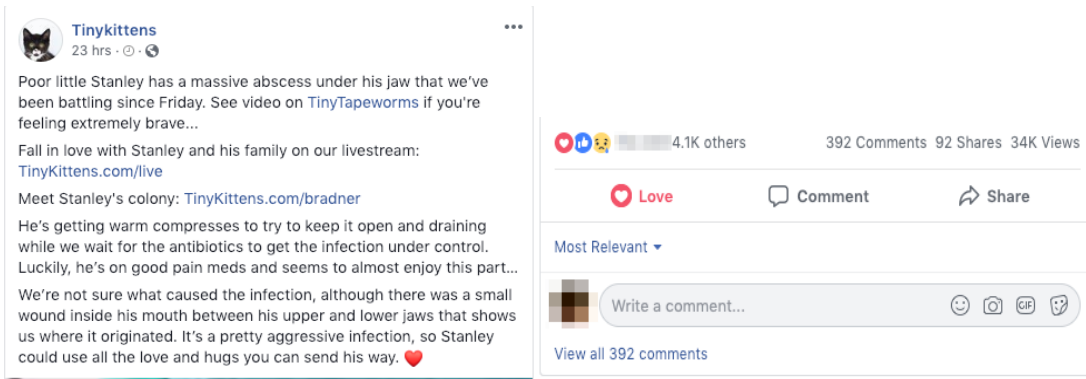 Tinykittens
23 hrs ·
Poor little Stanley has a massive abscess under his jaw that we've
been battling since Friday. See video on TinyTapeworms if you're
feeling extremely brave...
Fall in love with Stanley and his family on our livestream:
TinyKittens.com/live
Meet Stanley's colony: TinyKittens.com/bradner
He's getting warm compresses to try to keep it open and draining
while we wait for the antibiotics to get the infection under control.
Luckily, he's on good pain meds and seems to almost enjoy this part...
We're not sure what caused the infection, although there was a small
wound inside his mouth between his upper and lower jaws that shows
us where it originated. It's a pretty aggressive infection, so Stanley
could use all the love and hugs you can send his way. ❤️
4.1K others 392 Comments 92 Shares 34K Views
Love Comment Share
Most Relevant
Write a comment... GIF
View all 392 comments